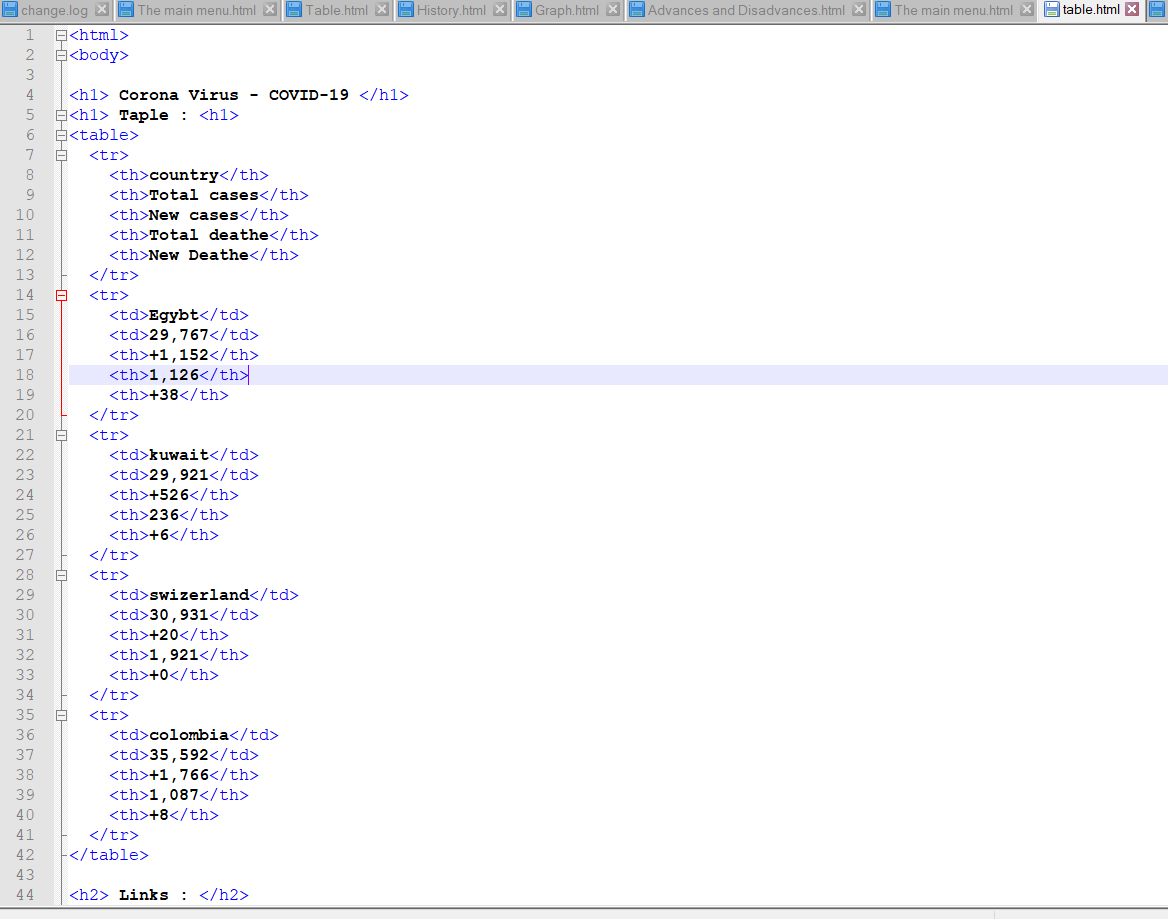 change.log The main menu.html Table.html History.html Graph.html Advances and Disadvances.html The main menu.html table.html
1 <html>
2 <body>
3
4 <h1> Corona Virus - COVID-19 </h1>
5 <h1> Taple : <h1>
6 <table>
7 <tr>
8 <th>country</th>
9 <th>Total cases</th>
10 <th>New cases</th>
11 <th>Total deathe</th>
12 <th>New Deathe</th>
13 </tr>
14 <tr>
15 <td>Egybt</td>
16 <td>29,767</td>
17 <th>+1,152</th>
18 <th>1,126</th>
19 <th>+38</th>
20 </tr>
21 <tr>
22 <td>kuwait</td>
23 <td>29,921</td>
24 <th>+526</th>
25 <th>236</th>
26 <th>+6</th>
27 </tr>
28 <tr>
29 <td>swizerland</td>
30 <td>30,931</td>
31 <th>+20</th>
32 <th>1,921</th>
33 <th>+0</th>
34 </tr>
35 <tr>
36 <td>colombia</td>
37 <td>35,592</td>
38 <th>+1,766</th>
39 <th>1,087</th>
40 <th>+8</th>
41 </tr>
42 </table>
43
44 <h2> Links : </h2>